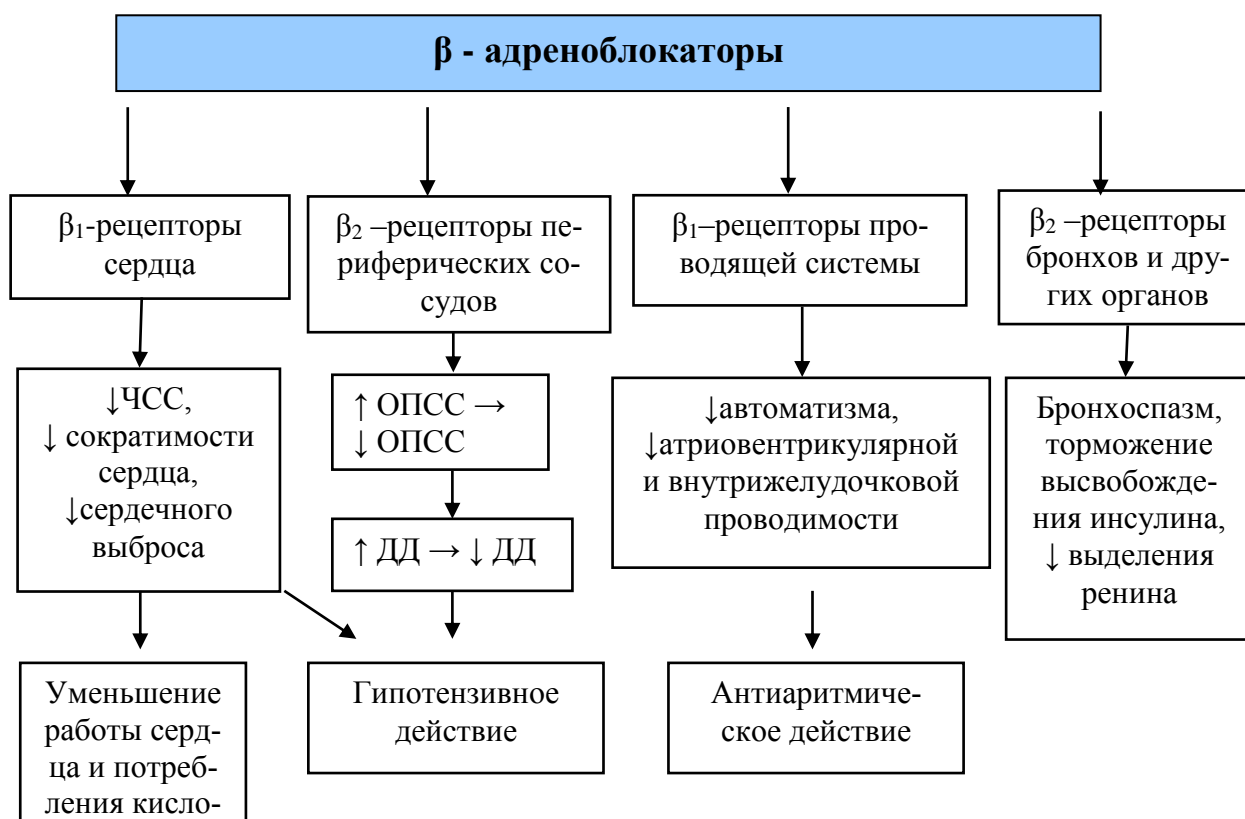 β - адреноблокаторы
β₁-рецепторы
сердца
β₂ –рецепторы пе-
риферических со-
судов
β₁–рецепторы про-
водящей системы
β₂ –рецепторы
бронхов и дру-
гих органов
↓ЧСС,
↓ сократимости
сердца,
↓сердечного
выброса
↑ ОПСС →
↓ ОПСС
↑ ДД → ↓ ДД
↓автоматизма,
↓атриовентрикулярной
и внутрижелудочковой
проводимости
Бронхоспазм,
торможение
высвобожде-
ния инсулина,
↓ выделения
ренина
Уменьшение
работы серд-
ца и потреб-
ления кисло-
Гипотензивное
действие
Антиаритмиче-
ское действие